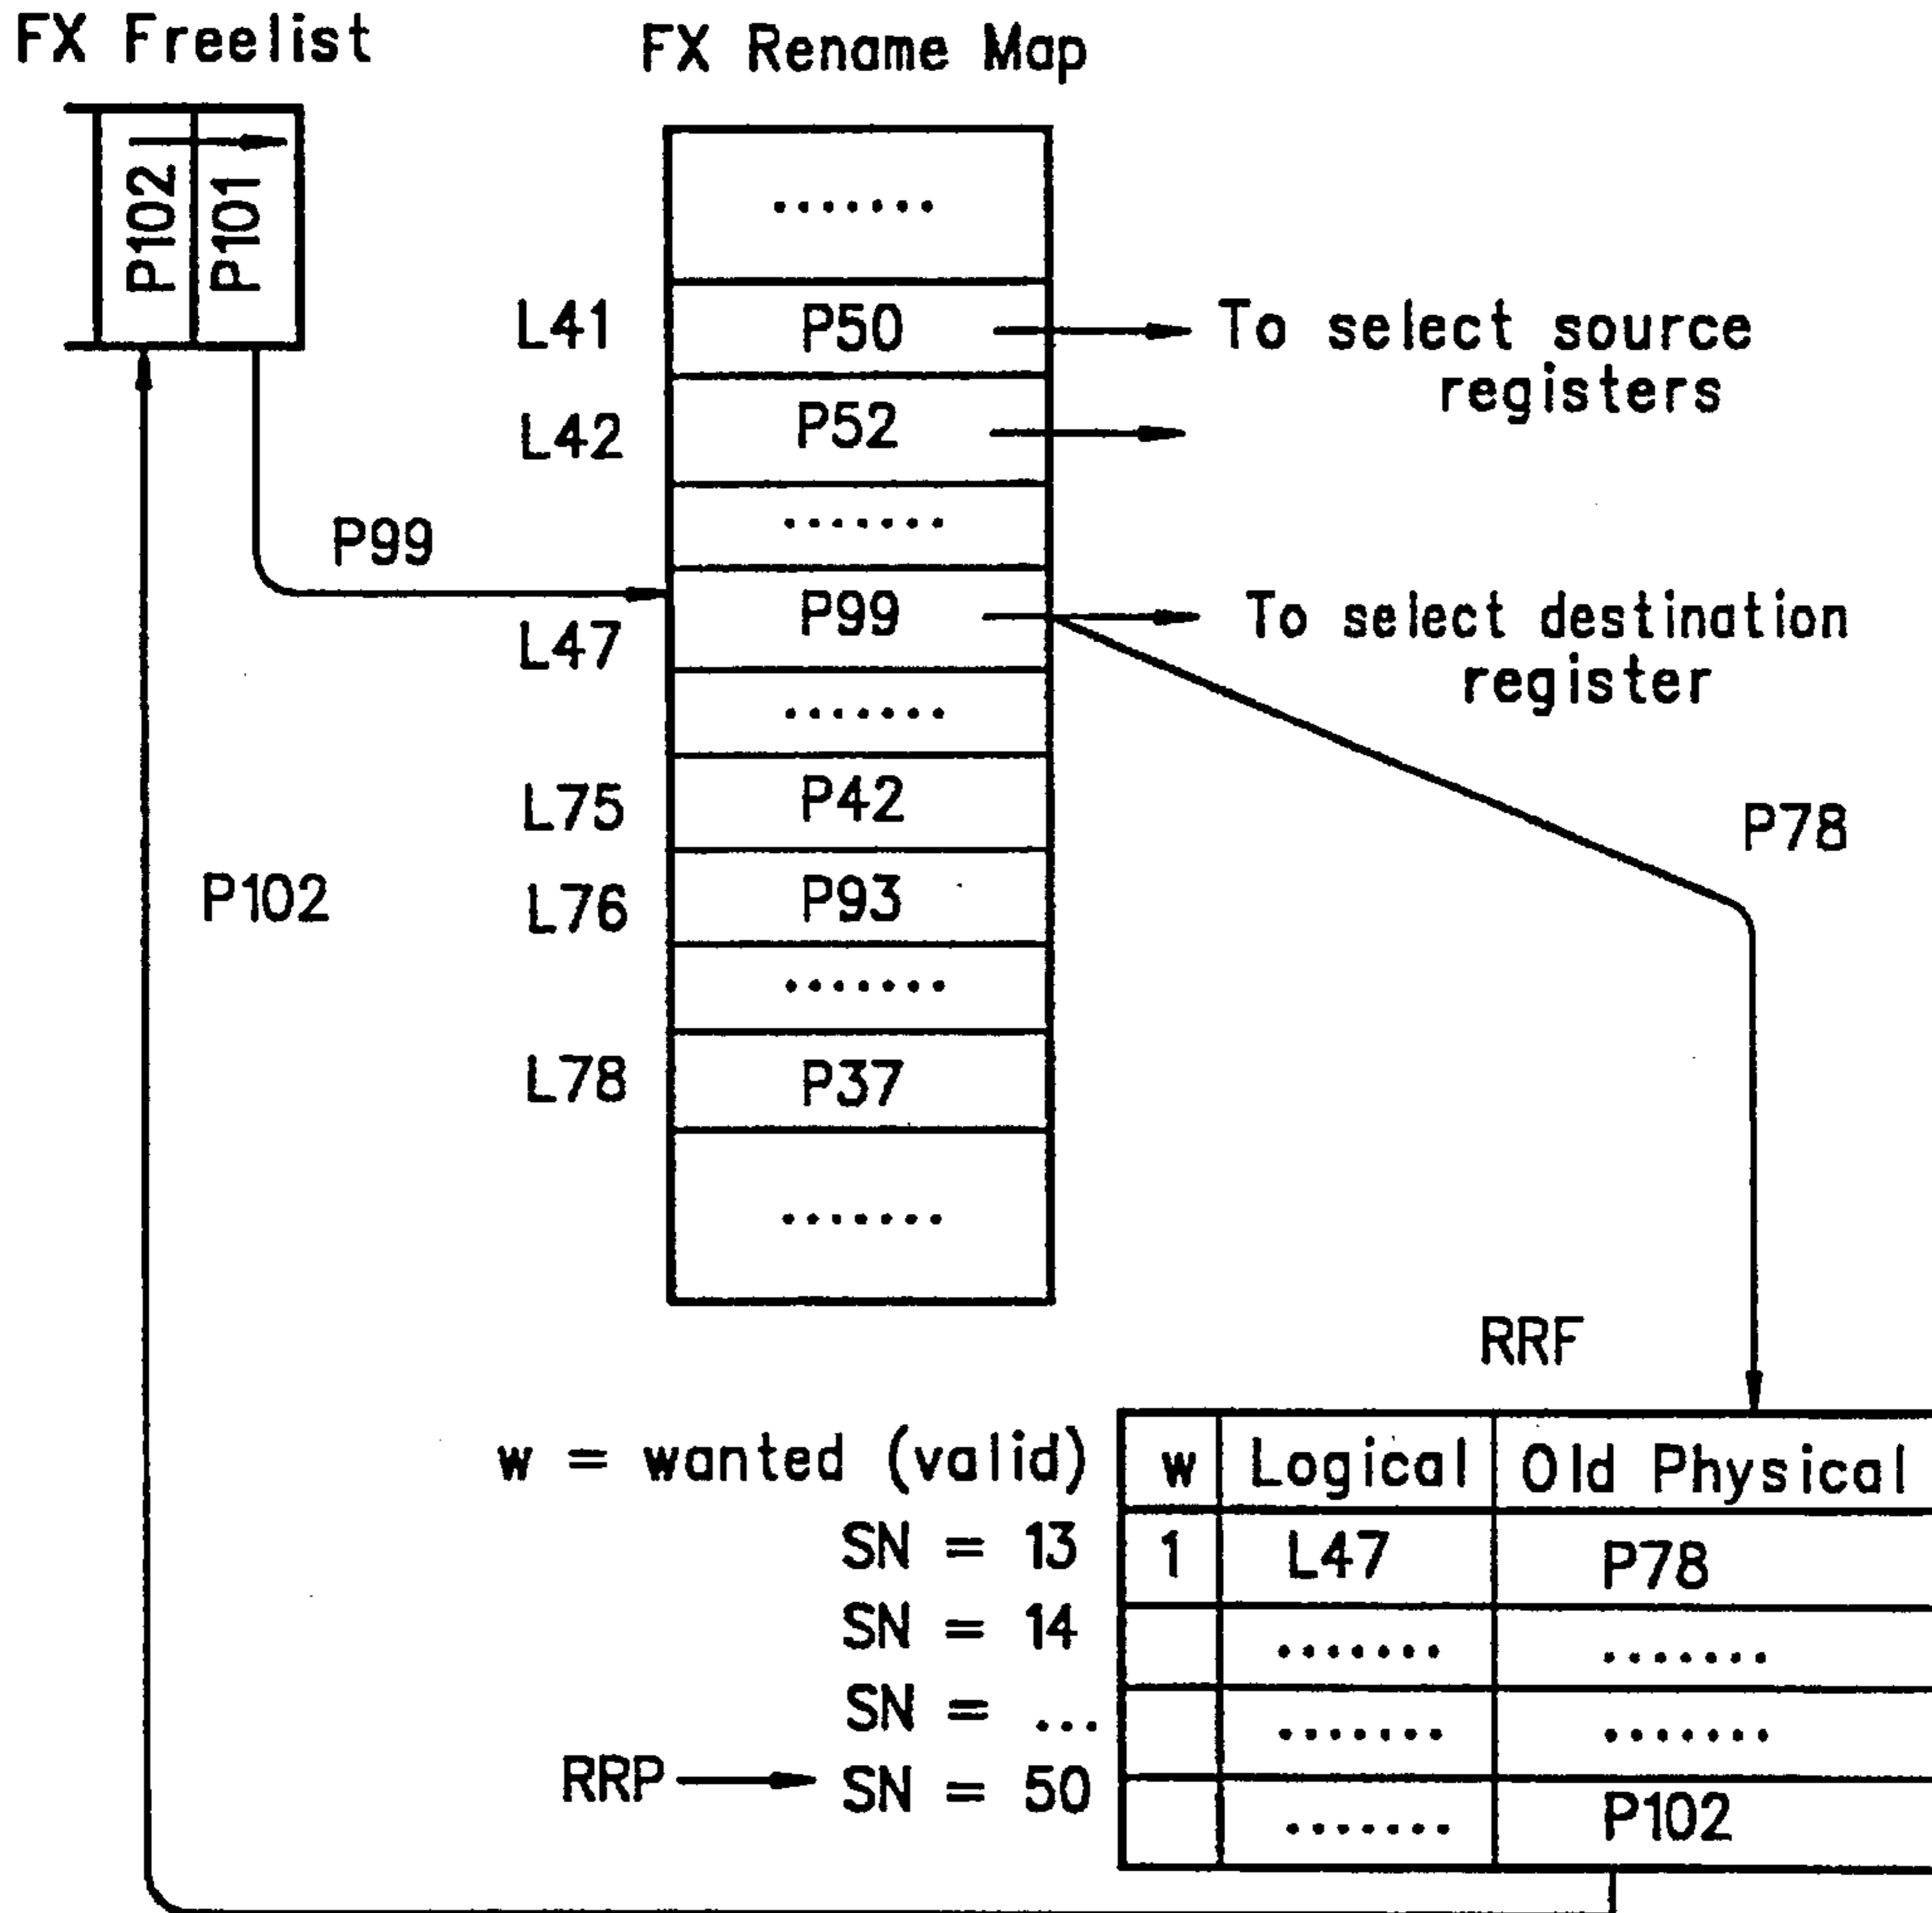 FX Freelist
FX Rename Map
P102
P101
.......
L41 P50 To select source
registers
L42 P52
.......
P99
L47 P99 To select destination
register
.......
L75 P42
P78
L76 P93
P102
.......
L78 P37
.......
RRF
w = wanted (valid) w Logical Old Physical
SN = 13 1 L47 P78
SN = 14 ....... .......
SN = ... ....... .......
RRP SN = 50 ....... P102